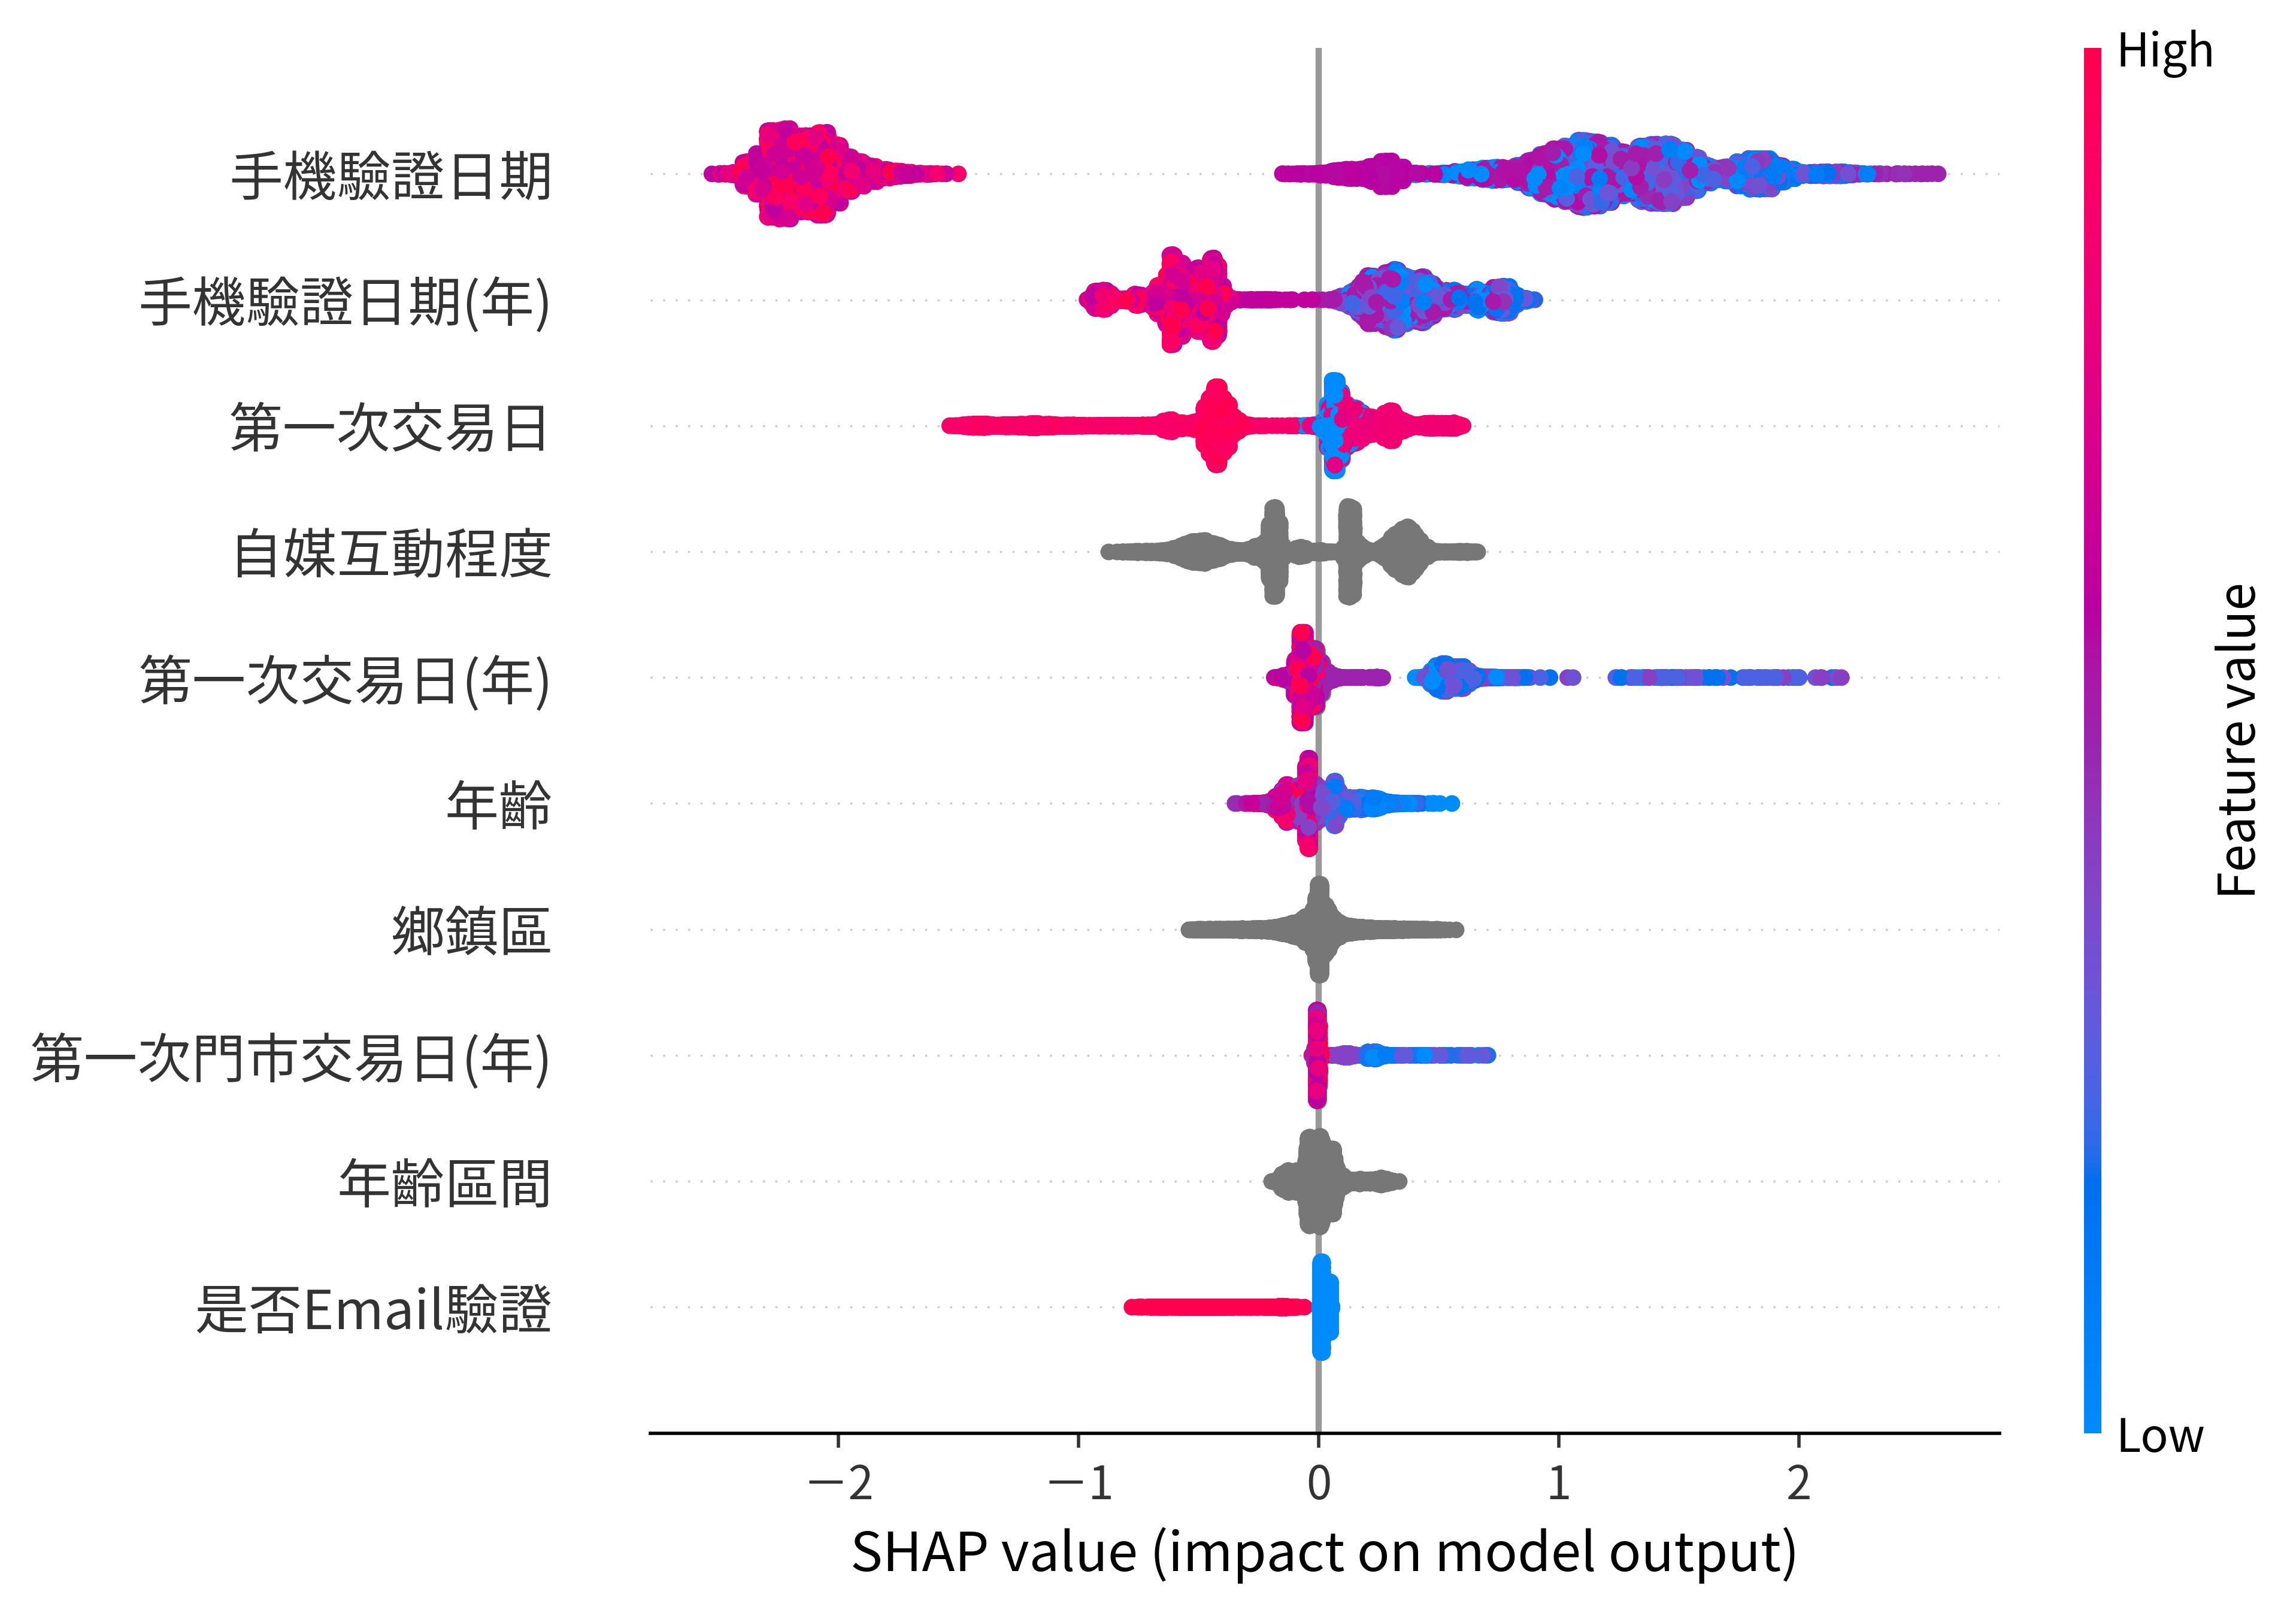 High
手機驗證日期
手機驗證日期(年)
第一次交易日
自媒互動程度
第一次交易日(年)
年齡
鄉鎮區
第一次門市交易日(年)
年齡區間
是否Email驗證
Feature value
Low
−2 −1 0 1 2
SHAP value (impact on model output)